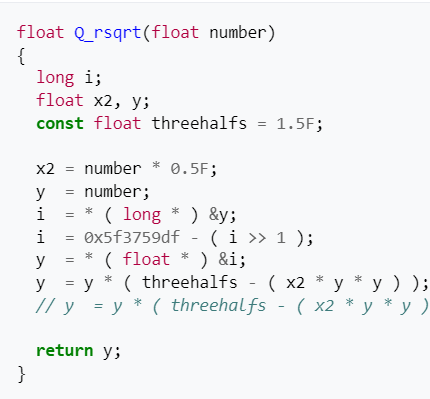 float Q_rsqrt(float number)
{
  long i;
  float x2, y;
  const float threehalfs = 1.5F;

  x2 = number * 0.5F;
  y  = number;
  i  = * ( long * ) &y;
  i  = 0x5f3759df - ( i >> 1 );
  y  = * ( float * ) &i;
  y  = y * ( threehalfs - ( x2 * y * y ) );
  // y  = y * ( threehalfs - ( x2 * y * y )

  return y;
}